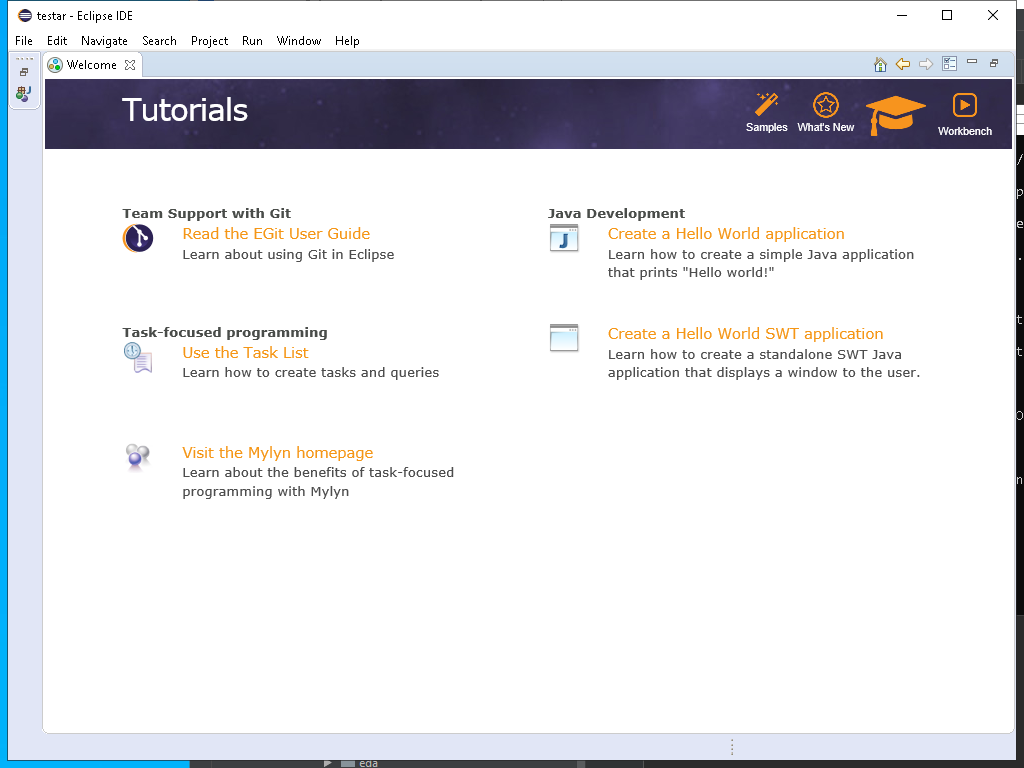 testar - Eclipse IDE
File Edit Navigate Search Project Run Window Help
Welcome
Tutorials
Samples
What's New
Workbench
Team Support with Git
Read the EGit User Guide
Learn about using Git in Eclipse
Task-focused programming
Use the Task List
Learn how to create tasks and queries
Visit the Mylyn homepage
Learn about the benefits of task-focused
programming with Mylyn
Java Development
Create a Hello World application
Learn how to create a simple Java application
that prints "Hello world!"
Create a Hello World SWT application
Learn how to create a standalone SWT Java
application that displays a window to the user.
eda